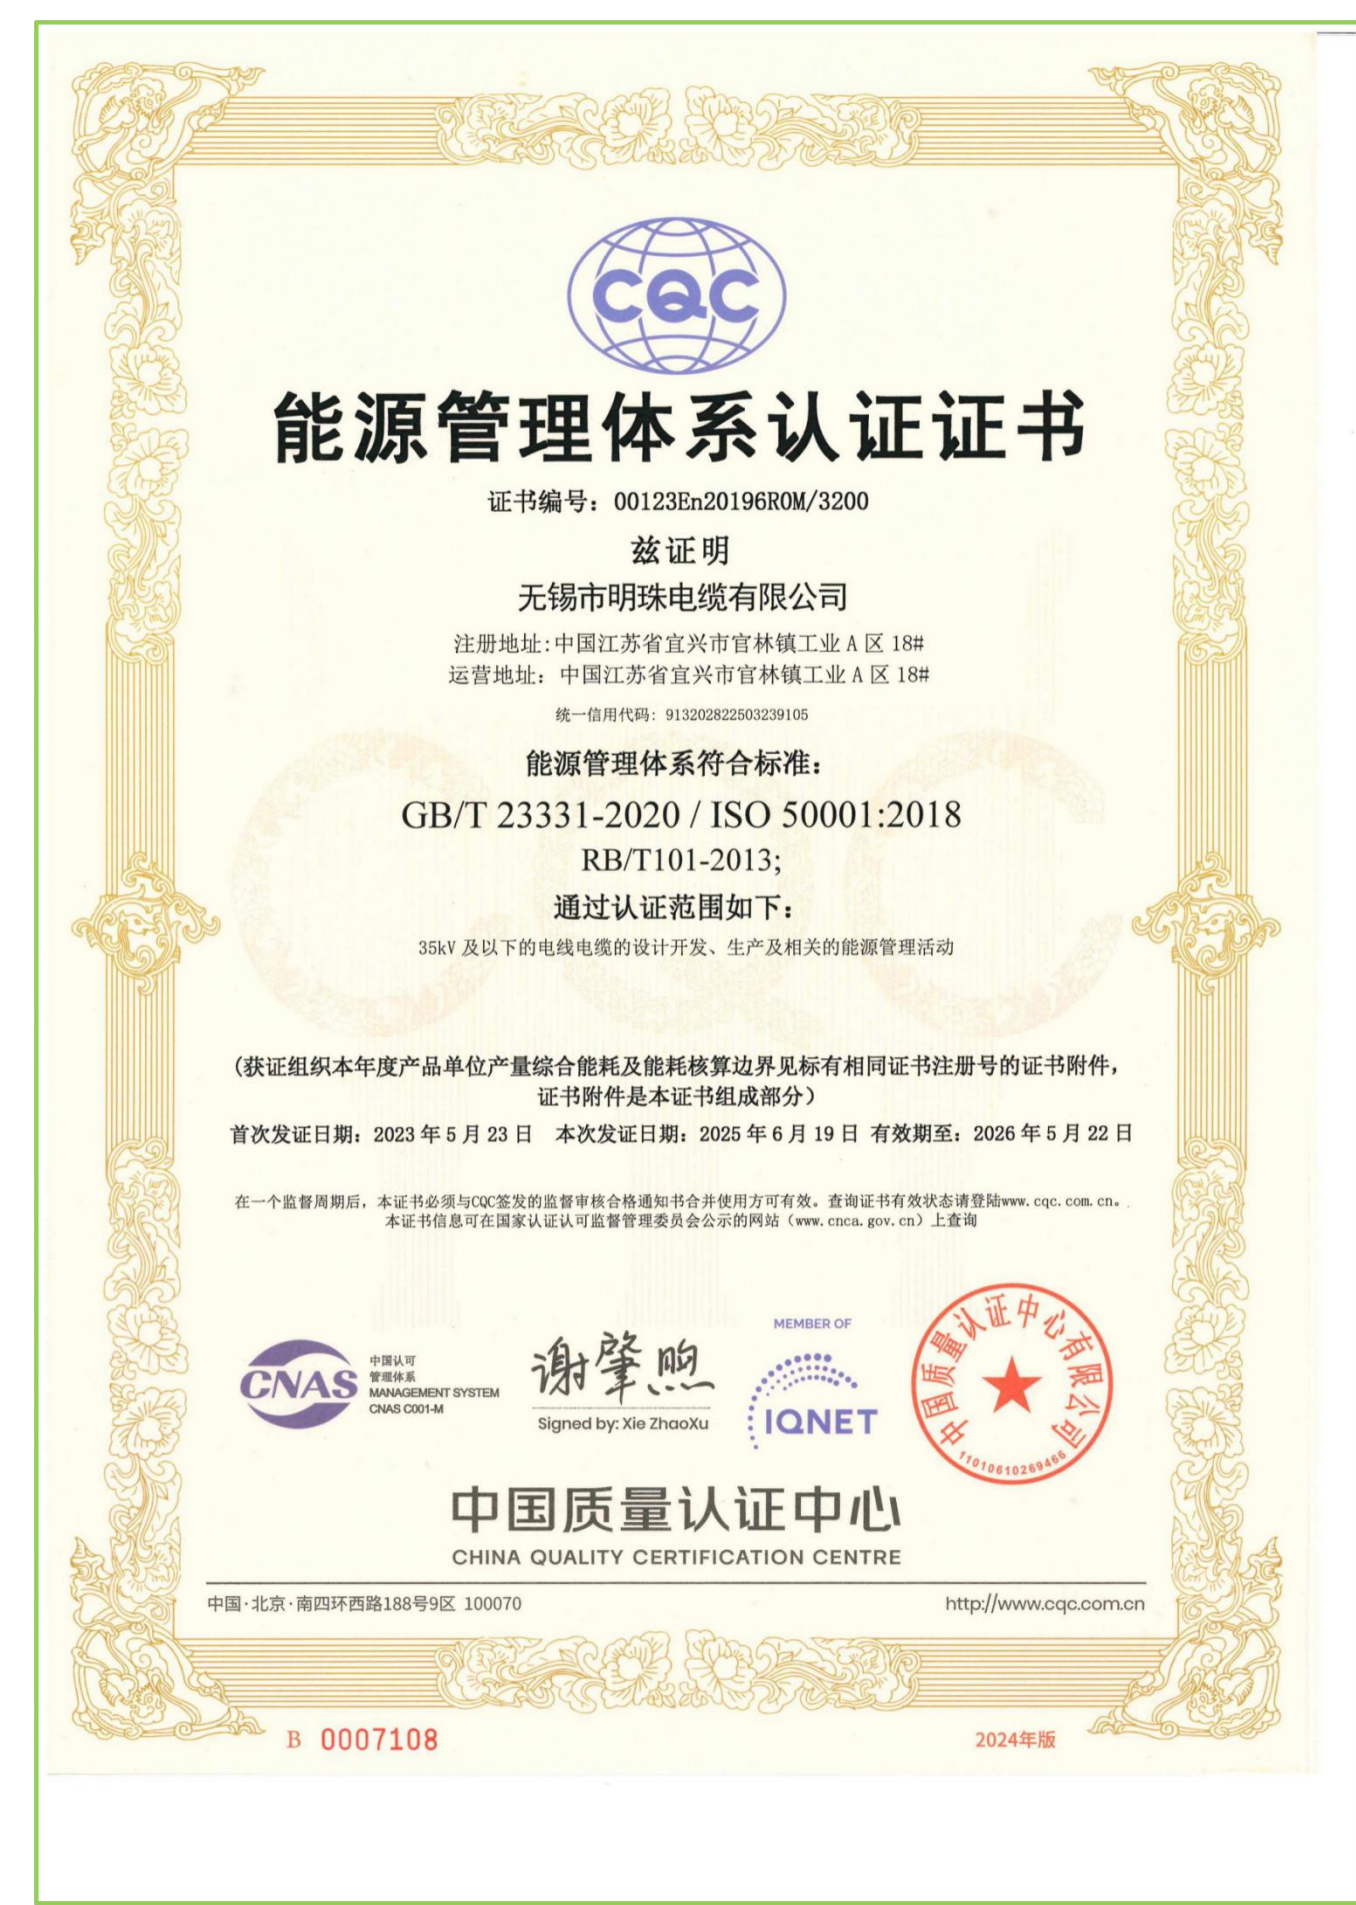 CQC
能源管理体系认证证书
证书编号：00123En20196R0M/3200
兹证明
无锡市明珠电缆有限公司
注册地址:中国江苏省宜兴市官林镇工业 A 区 18#
运营地址：中国江苏省宜兴市官林镇工业 A 区 18#
统一信用代码：913202822503239105
能源管理体系符合标准：
GB/T 23331-2020 / ISO 50001:2018
RB/T101-2013;
通过认证范围如下：
35kV 及以下的电线电缆的设计开发、生产及相关的能源管理活动
(获证组织本年度产品单位产量综合能耗及能耗核算边界见标有相同证书注册号的证书附件，
证书附件是本证书组成部分）
首次发证日期：2023 年 5 月 23 日 本次发证日期：2025 年 6 月 19 日 有效期至：2026 年 5 月 22 日
在一个监督周期后，本证书必须与CQC签发的监督审核合格通知书合并使用方可有效。查询证书有效状态请登陆www.cqc.com.cn。
本证书信息可在国家认证认可监督管理委员会公示的网站（www.cnca.gov.cn）上查询
CNAS
中国认可
管理体系
MANAGEMENT SYSTEM
CNAS C001-M
谢肇煦
Signed by: Xie ZhaoXu
MEMBER OF
IQNET
中国质量认证中心有限公司
11010610269466
中国质量认证中心
CHINA QUALITY CERTIFICATION CENTRE
中国·北京·南四环西路188号9区 100070
http://www.cqc.com.cn
B 0007108
2024年版